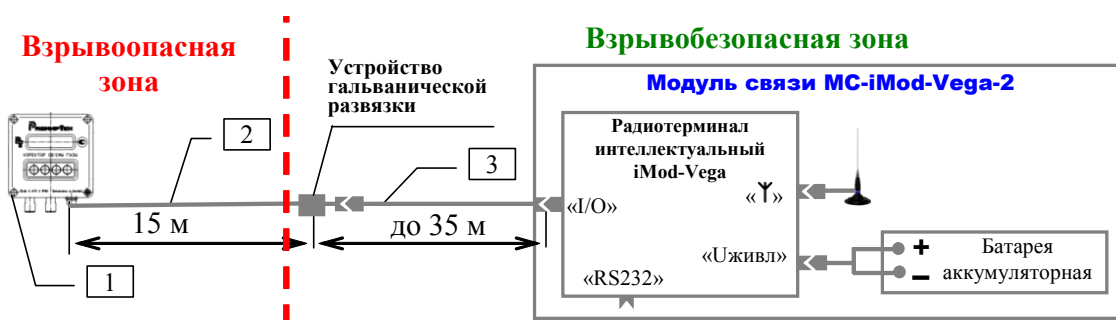 Взрывоопасная
зона
Взрывобезопасная зона
Устройство
гальванической
развязки
Модуль связи МС-iMod-Vega-2
Радиотерминал
интеллектуальный
iMod-Vega
2
3
«I/O»
« »
15 м
до 35 м
«Uживл»
«RS232»
+
–
Батарея
аккумуляторная
1